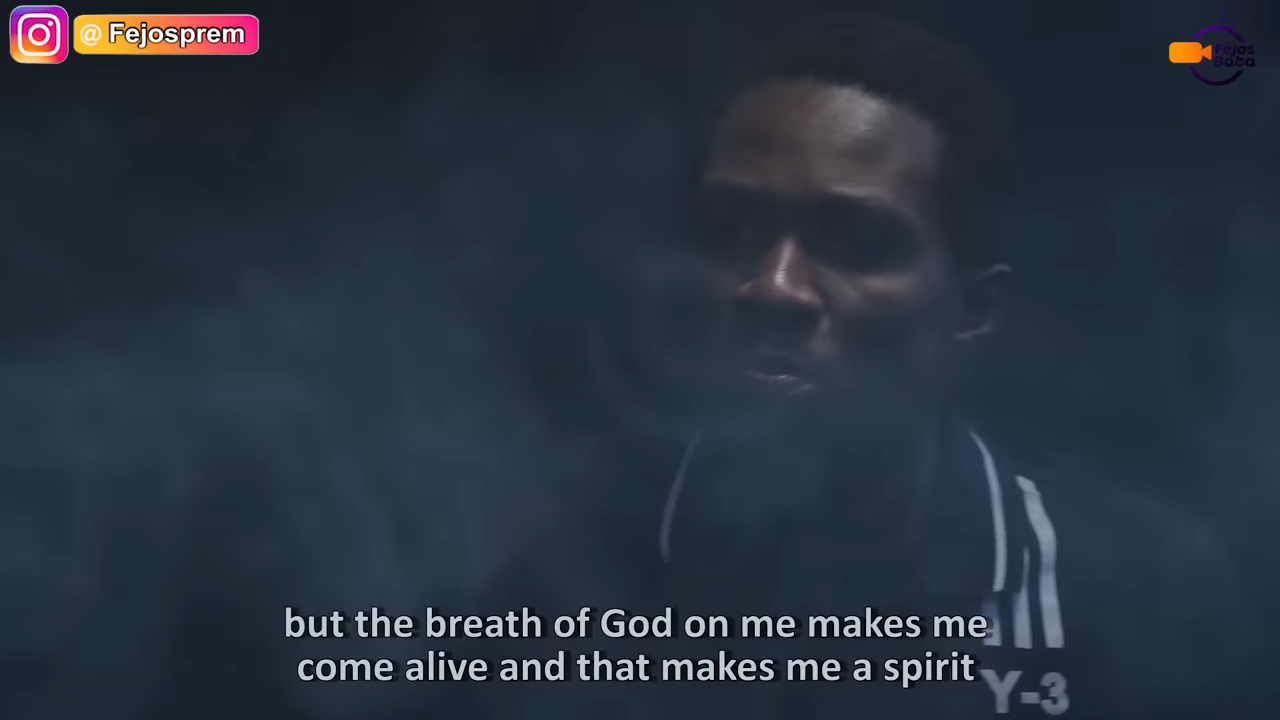 @ Fejosprem
Fejos
Baba
but the breath of God on me makes me
come alive and that makes me a spirit
Y-3